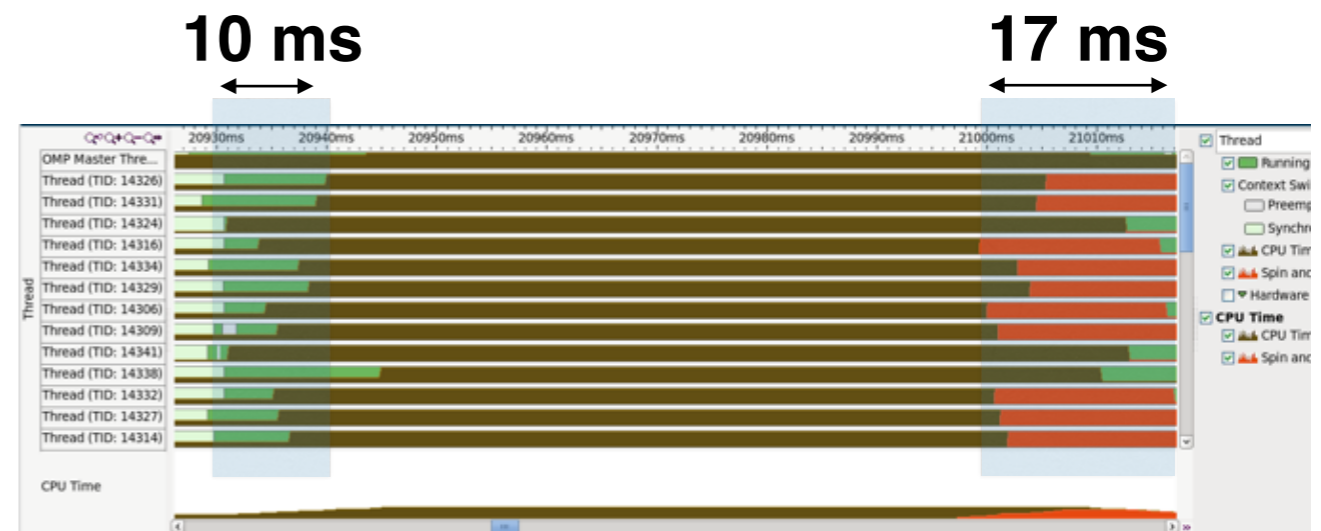 10 ms
17 ms
20930ms 20940ms 20950ms 20960ms 20970ms 20980ms 20990ms 21000ms 21010ms
OMP Master Thre...
Thread (TID: 14326)
Thread (TID: 14331)
Thread (TID: 14324)
Thread (TID: 14316)
Thread (TID: 14334)
Thread (TID: 14329)
Thread (TID: 14306)
Thread (TID: 14309)
Thread (TID: 14341)
Thread (TID: 14338)
Thread (TID: 14332)
Thread (TID: 14327)
Thread (TID: 14314)
Thread
CPU Time
Thread
Running
Context Swi
Preemp
Synchr
CPU Tim
Spin and
Hardware
CPU Time
CPU Tim
Spin and